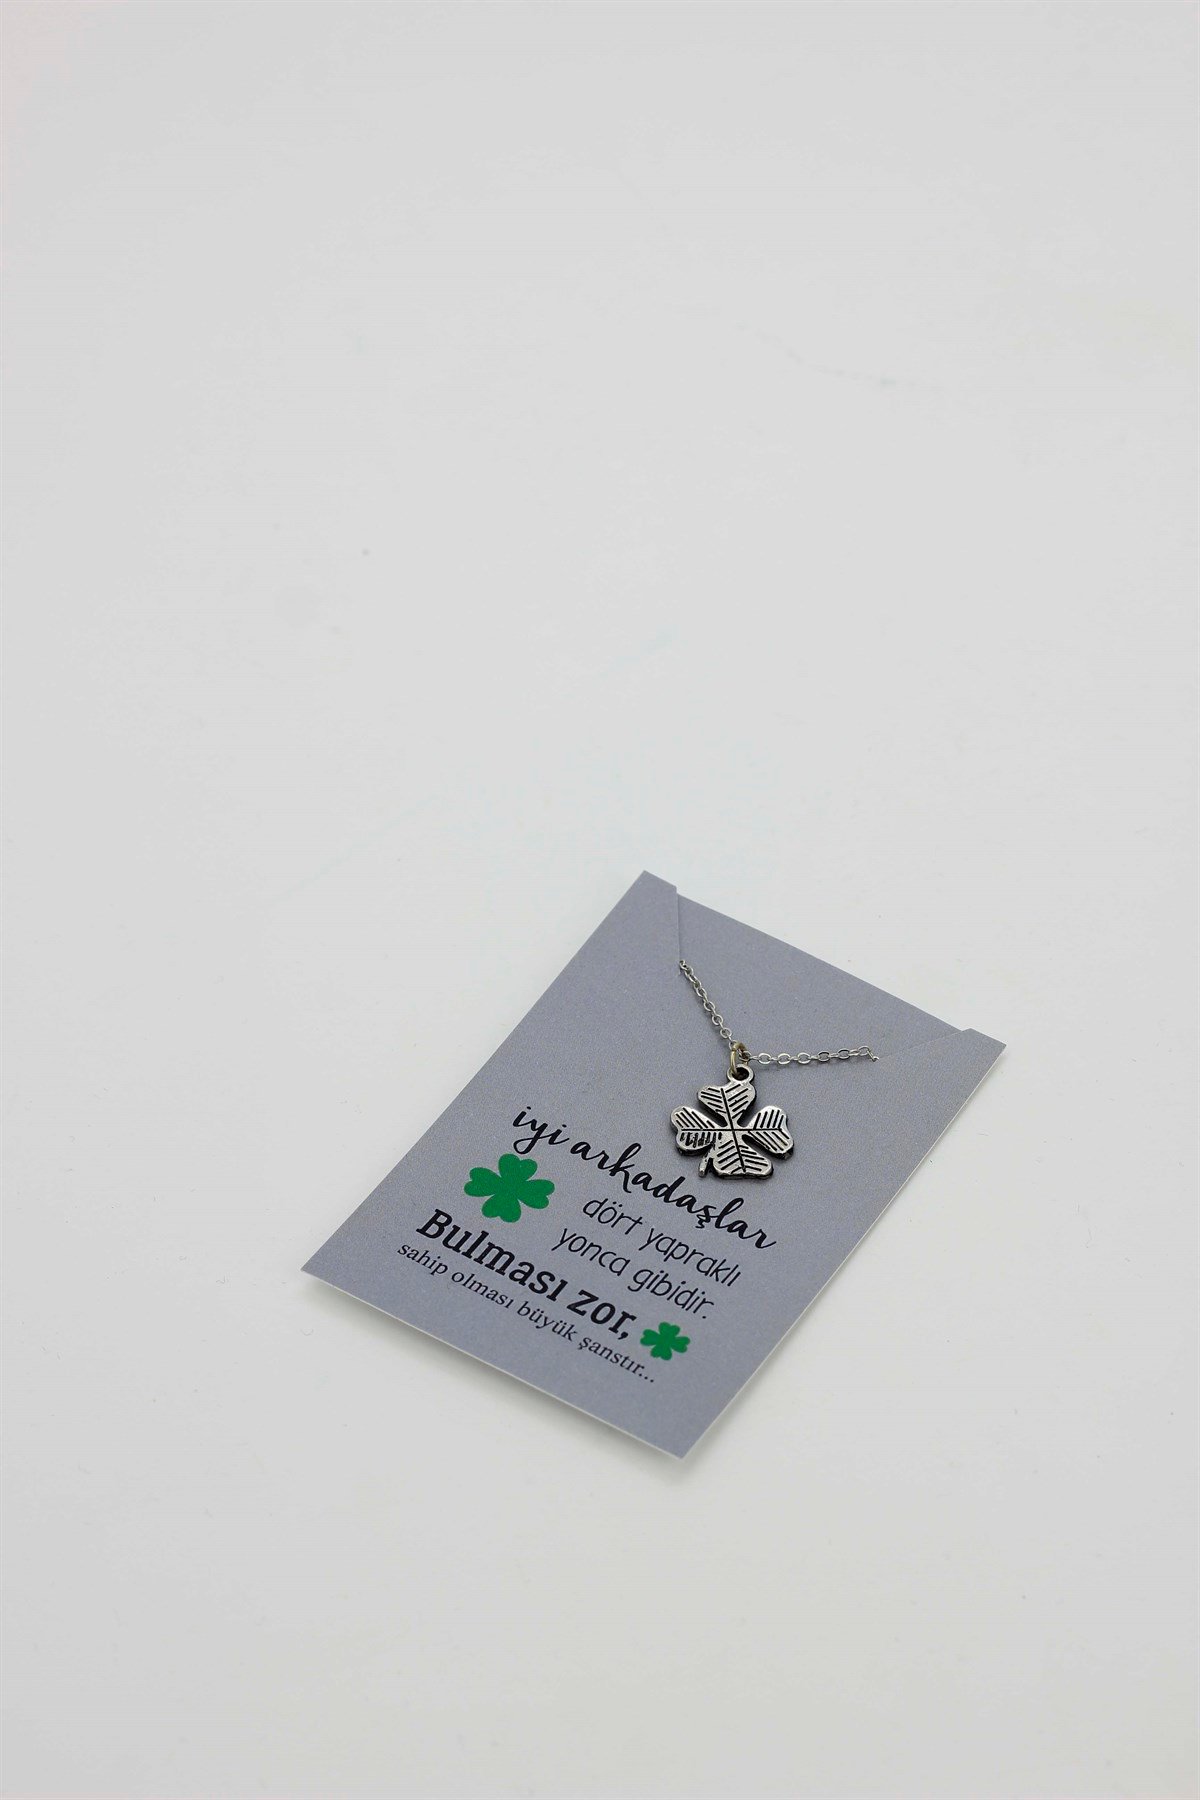 iyi arkadaşlar
dört yapraklı
yonca gibidir.
Bulması zor,
sahip olması büyük şanstır...